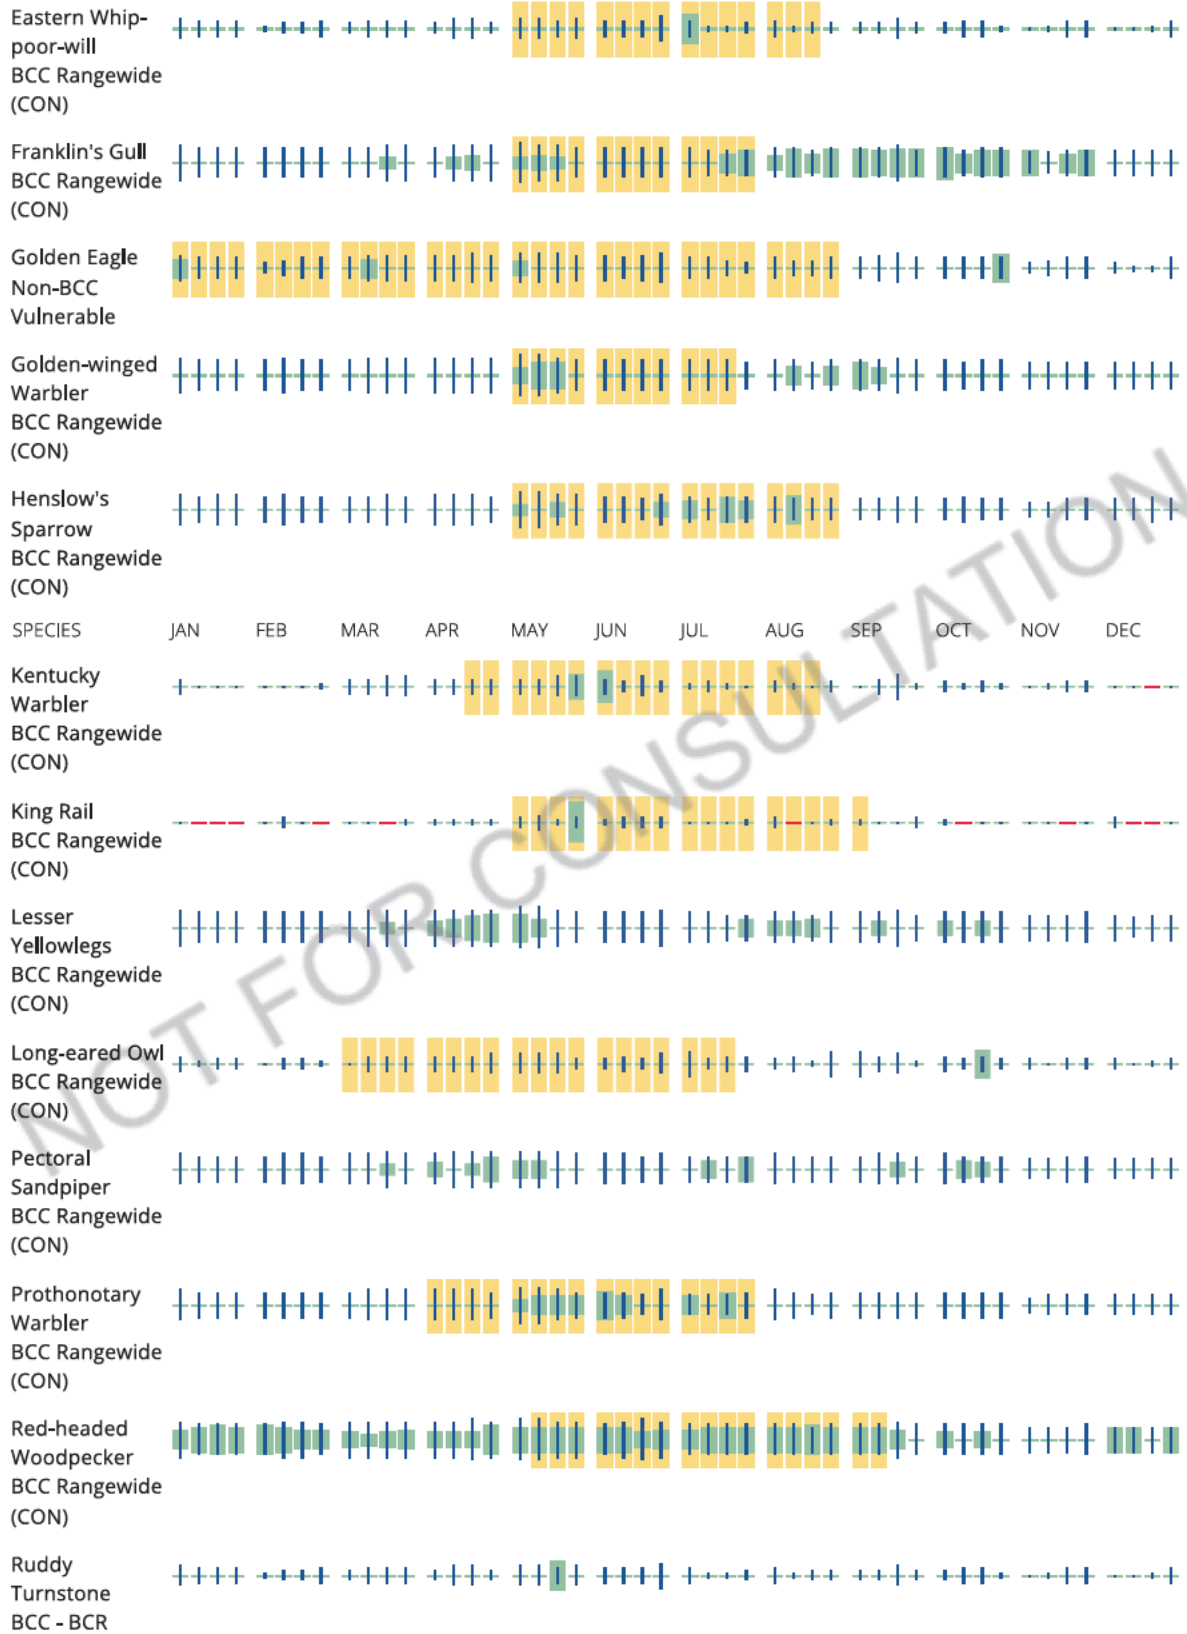 Eastern Whip-
poor-will
BCC Rangewide
(CON)
Franklin's Gull
BCC Rangewide
(CON)
Golden Eagle
Non-BCC
Vulnerable
Golden-winged
Warbler
BCC Rangewide
(CON)
Henslow's
Sparrow
BCC Rangewide
(CON)
SPECIES JAN FEB MAR APR MAY JUN JUL AUG SEP OCT NOV DEC
Kentucky
Warbler
BCC Rangewide
(CON)
King Rail
BCC Rangewide
(CON)
Lesser
Yellowlegs
BCC Rangewide
(CON)
Long-eared Owl
BCC Rangewide
(CON)
Pectoral
Sandpiper
BCC Rangewide
(CON)
Prothonotary
Warbler
BCC Rangewide
(CON)
Red-headed
Woodpecker
BCC Rangewide
(CON)
Ruddy
Turnstone
BCC - BCR
NOT FOR CONSULTATION